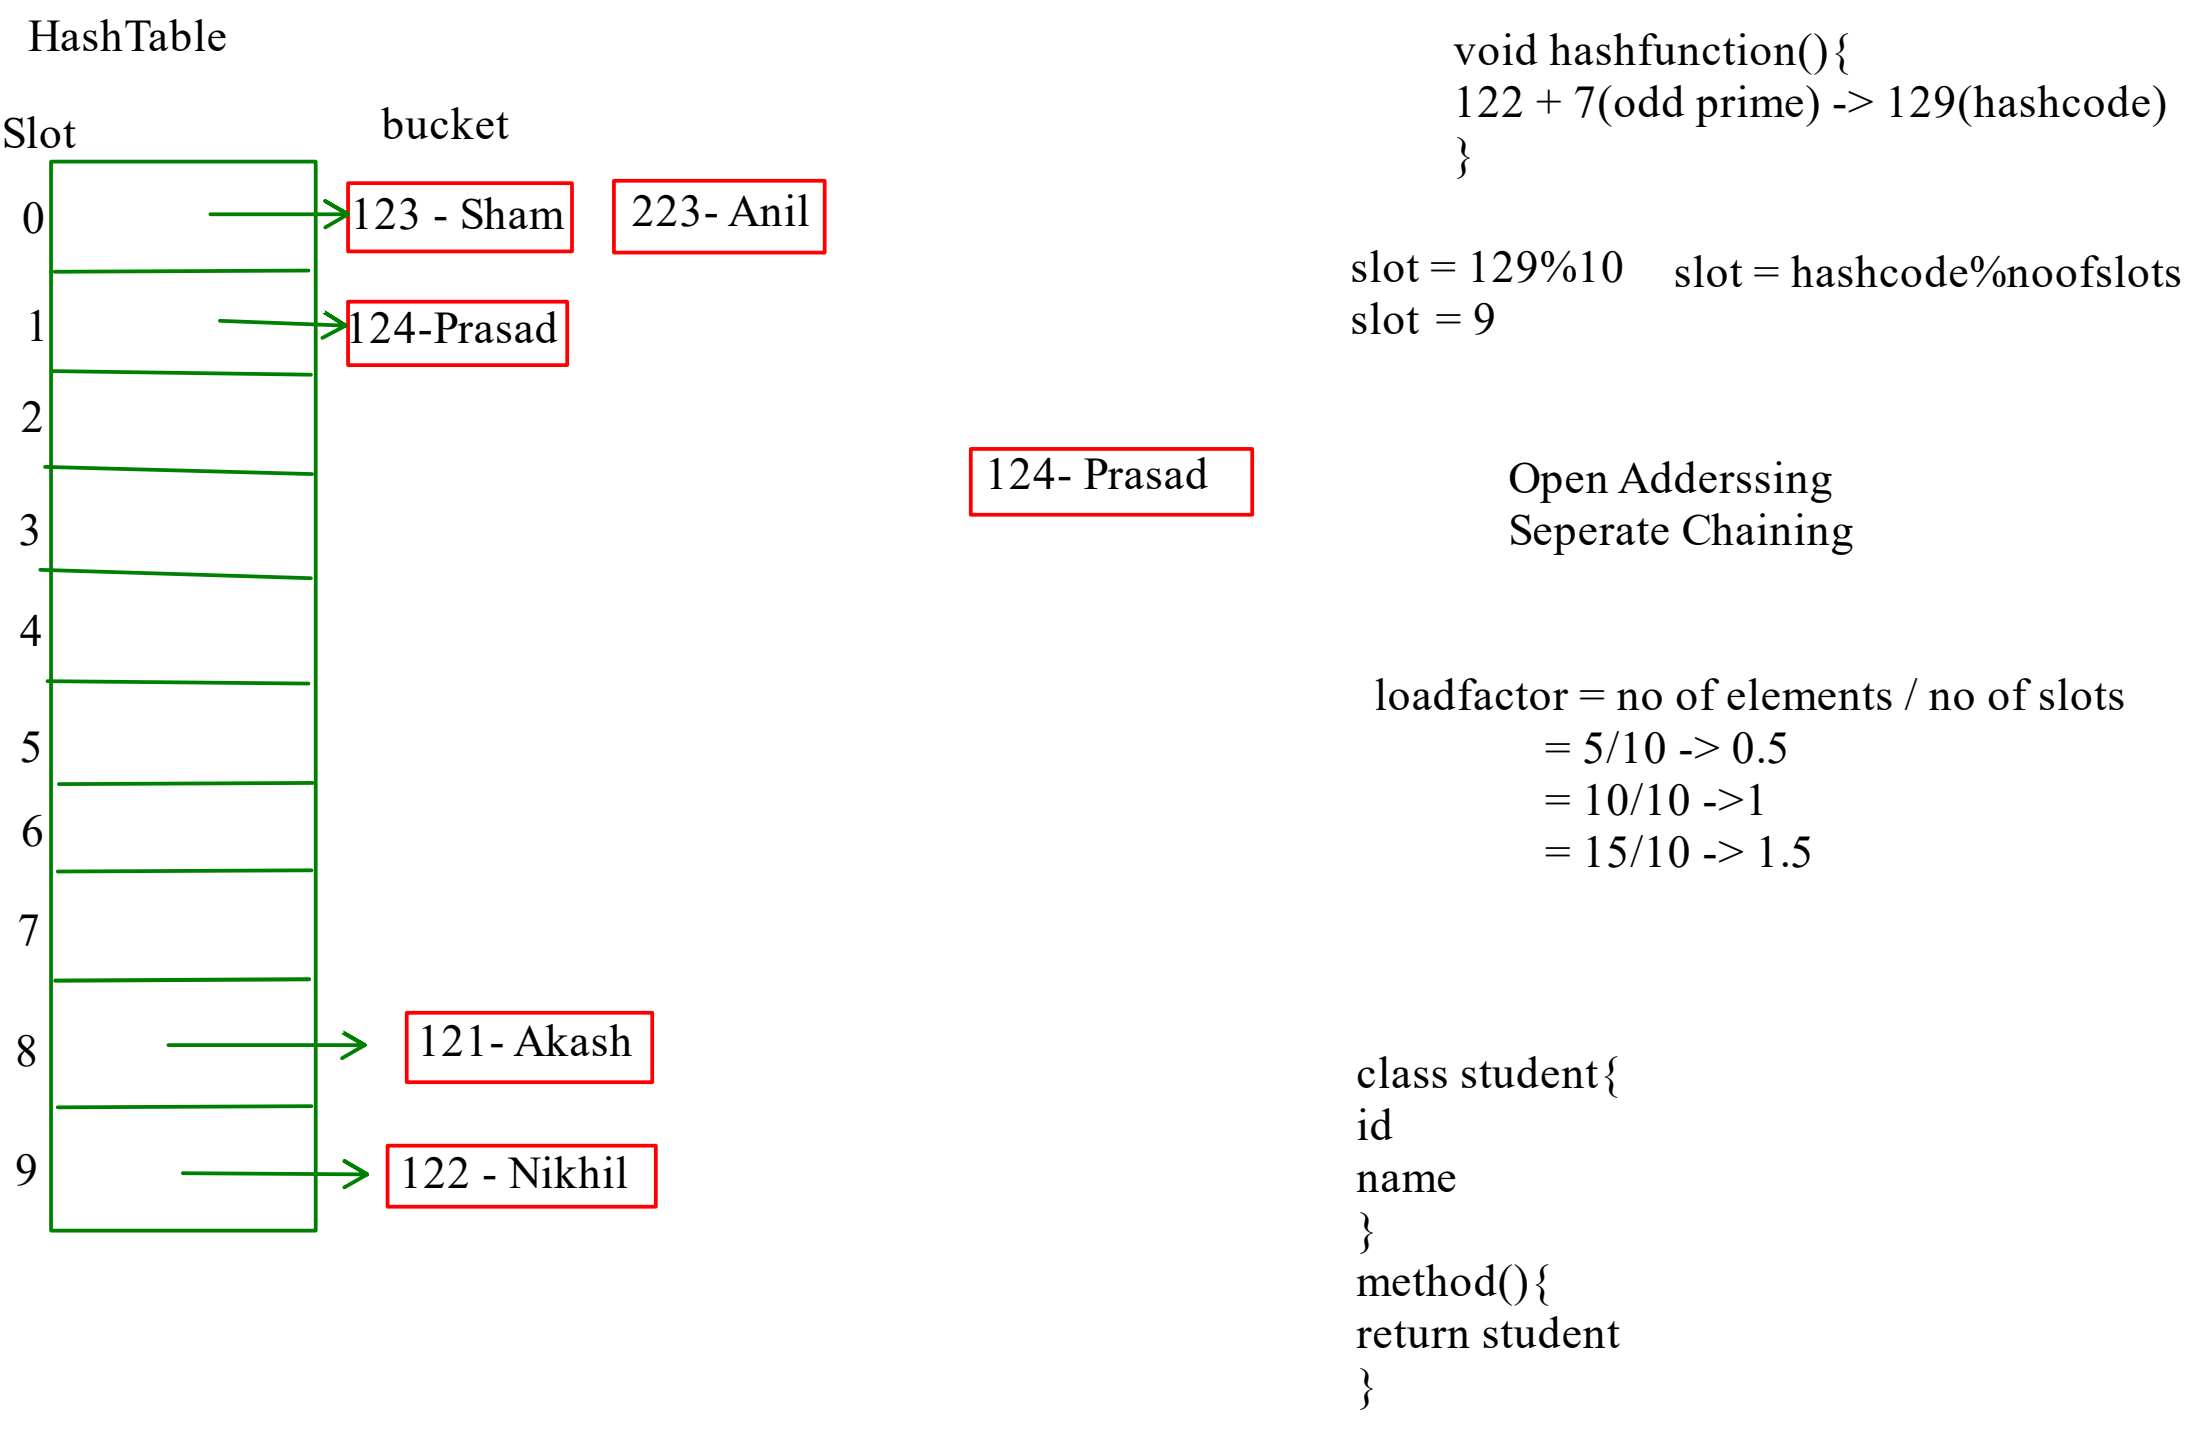 HashTable
Slot
bucket
0
123 - Sham
223- Anil
1
124-Prasad
2
3
4
5
6
7
8
121- Akash
9
122 - Nikhil
124- Prasad
void hashfunction(){
122 + 7(odd prime) -> 129(hashcode)
}
slot = 129%10
slot = 9
slot = hashcode%noofslots
Open Adderssing
Seperate Chaining
loadfactor = no of elements / no of slots
= 5/10 -> 0.5
= 10/10 ->1
= 15/10 -> 1.5
class student{
id
name
}
method(){
return student
}